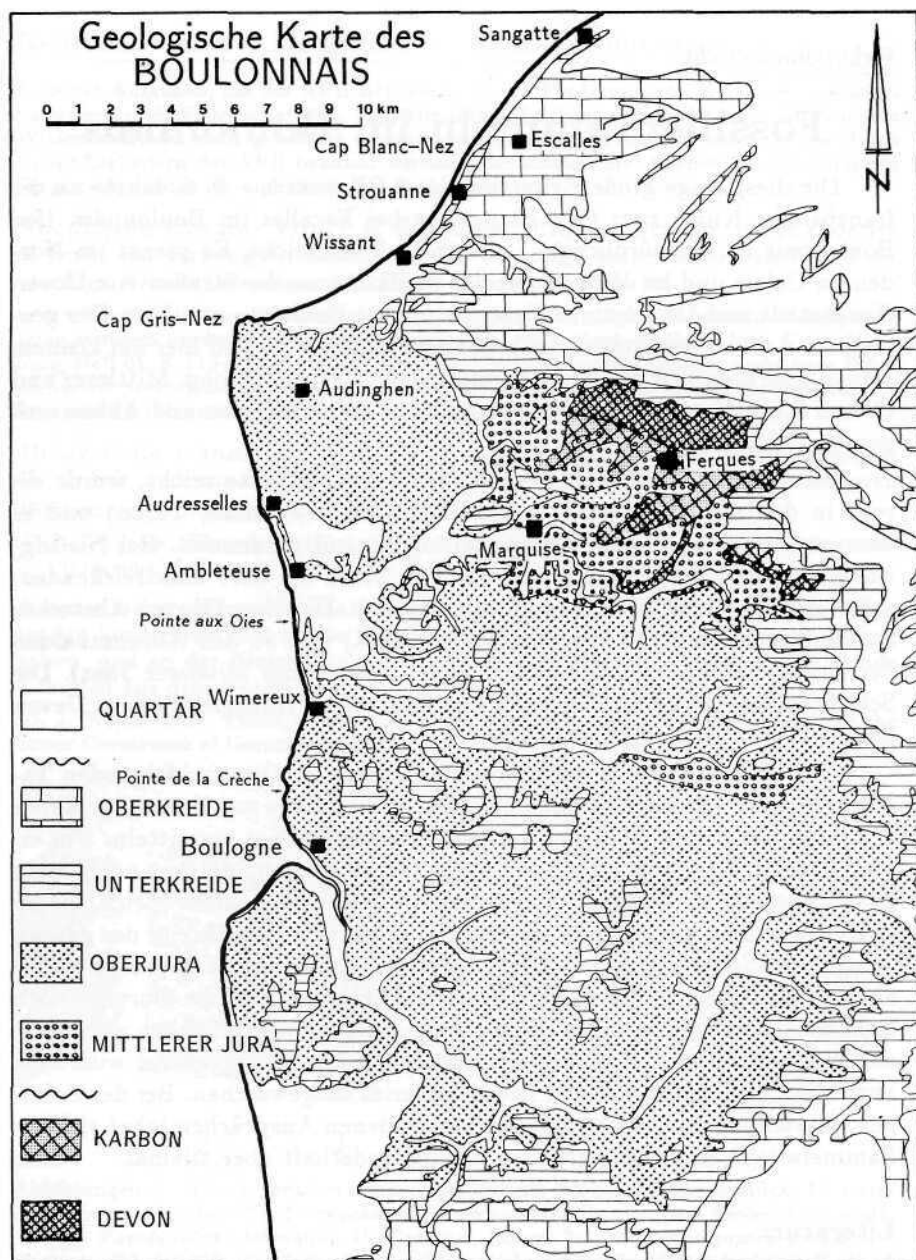 Geologische Karte des
BOULONNAIS
0 1 2 3 4 5 6 7 8 9 10 km
Sangatte
Escalles
Cap Blanc-Nez
Strouanne
Wissant
N
Cap Gris-Nez
Audinghen
Ferques
Audresselles
Marquise
Ambleteuse
Pointe aux Oies
Wimereux
QUARTÄR
Pointe de la Crèche
OBERKREIDE
Boulogne
UNTERKREIDE
OBERJURA
MITTLERER JURA
KARBON
DEVON